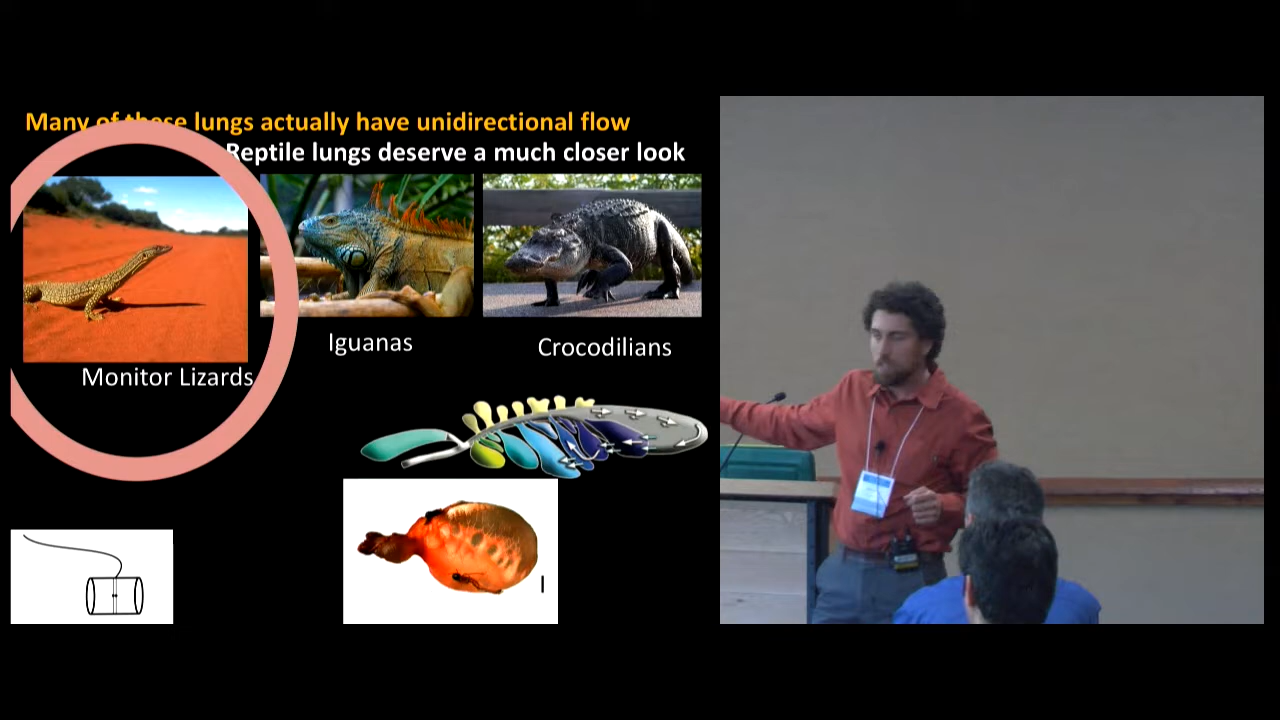 Many of these lungs actually have unidirectional flow
Reptile lungs deserve a much closer look
Iguanas
Crocodilians
Monitor Lizards